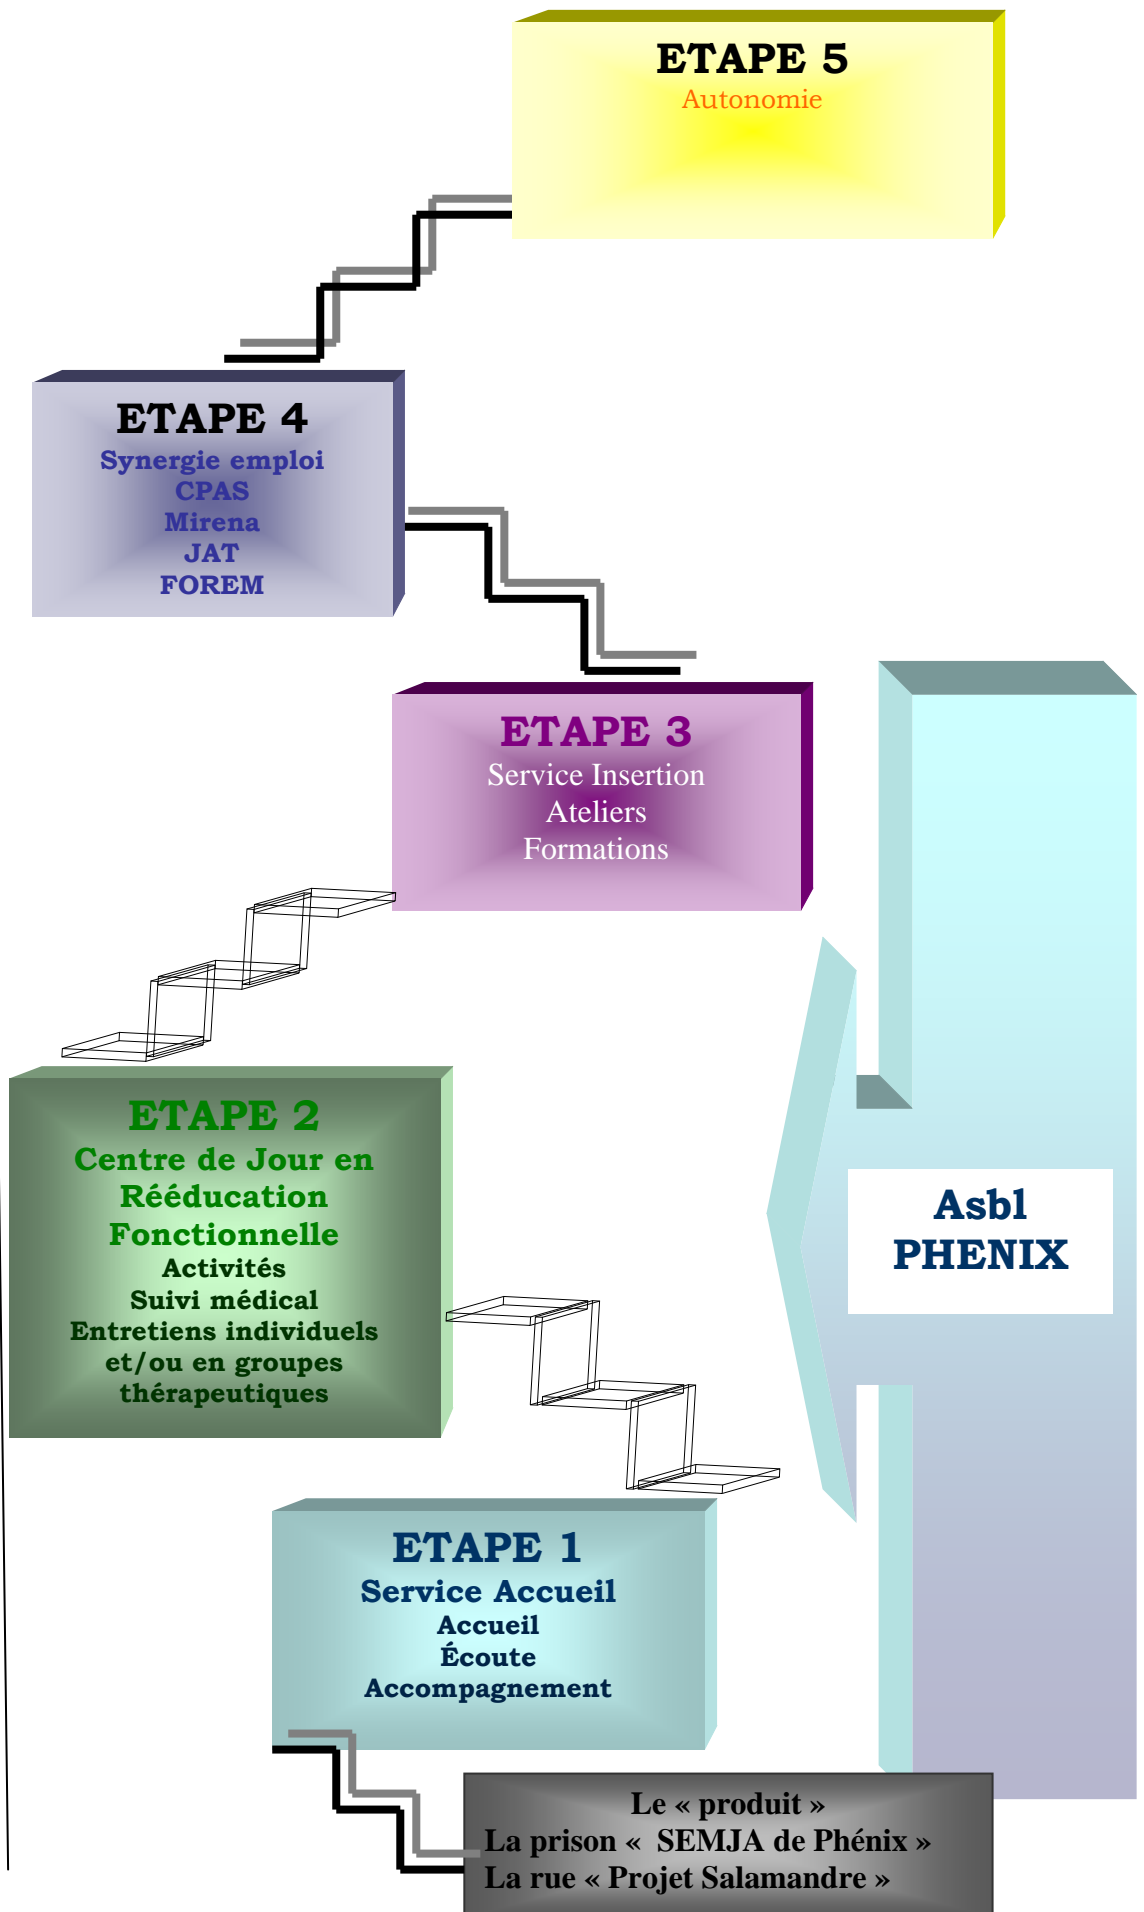 ETAPE 5
Autonomie
ETAPE 4
Synergie emploi
CPAS
Mirena
JAT
FOREM
ETAPE 3
Service Insertion
Ateliers
Formations
ETAPE 2
Centre de Jour en
Rééducation
Fonctionnelle
Activités
Suivi médical
Entretiens individuels
et/ou en groupes
thérapeutiques
Asbl
PHENIX
ETAPE 1
Service Accueil
Accueil
Écoute
Accompagnement
Le « produit »
La prison «  SEMJA de Phénix »
La rue « Projet Salamandre »